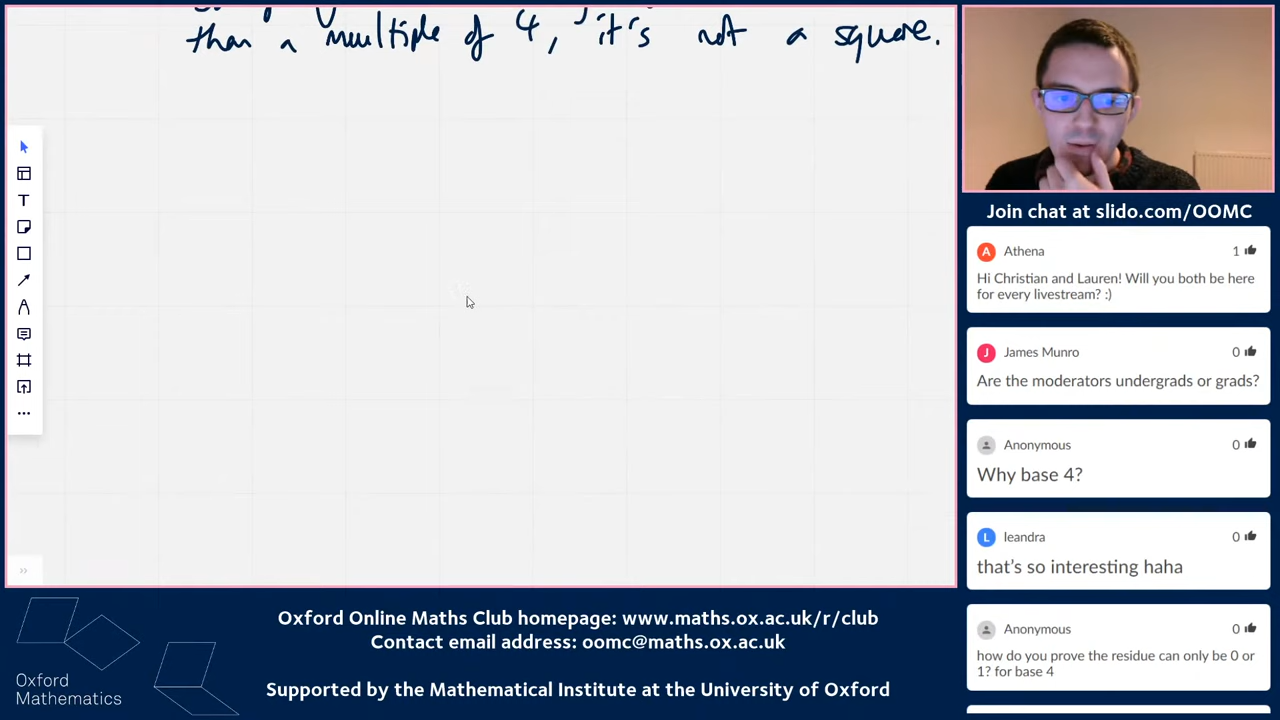 than a multiple of 4, it's not a square.
Join chat at slido.com/OOMC
A Athena 1
Hi Christian and Lauren! Will you both be here
for every livestream? :)
J James Munro 0
Are the moderators undergrads or grads?
Anonymous 0
Why base 4?
L leandra 0
that's so interesting haha
Anonymous 0
how do you prove the residue can only be 0 or
1? for base 4
T
Oxford Online Maths Club homepage: www.maths.ox.ac.uk/r/club
Contact email address: oomc@maths.ox.ac.uk
Supported by the Mathematical Institute at the University of Oxford
Oxford
Mathematics